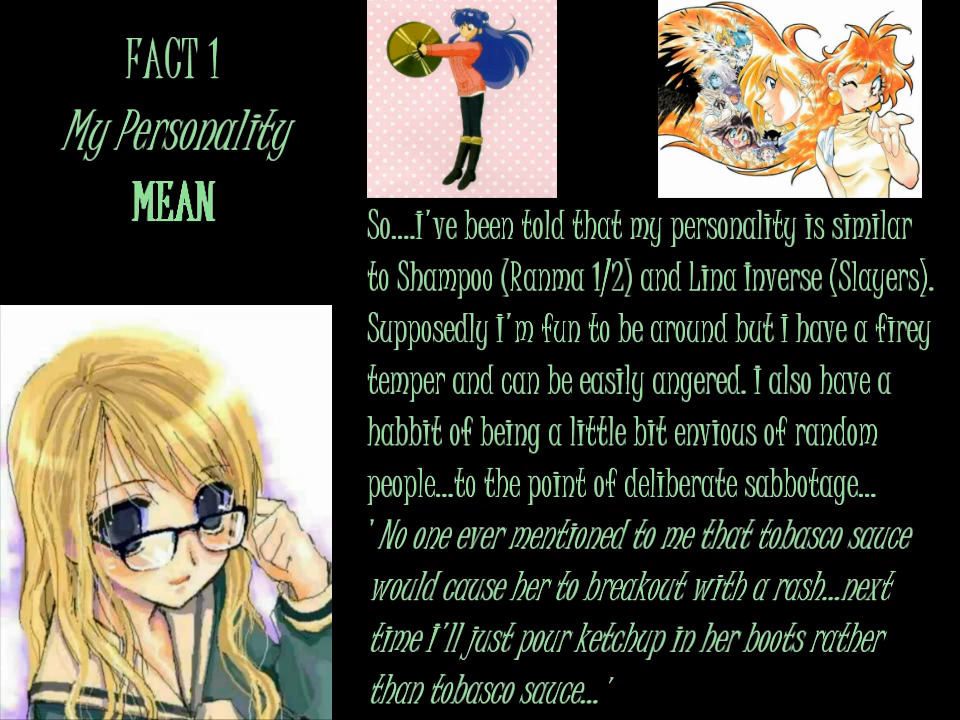 FACT 1
My Personality
MEAN
So....I've been told that my personality is similar
to Shampoo (Ranma 1/2) and Lina Inverse (Slayers).
Supposedly I'm fun to be around but I have a firey
temper and can be easily angered. I also have a
habbit of being a little bit envious of random
people...to the point of deliberate sabbotage...
'No one ever mentioned to me that tobasco sauce
would cause her to breakout with a rash...next
time I'll just pour ketchup in her boots rather
than tobasco sauce... '